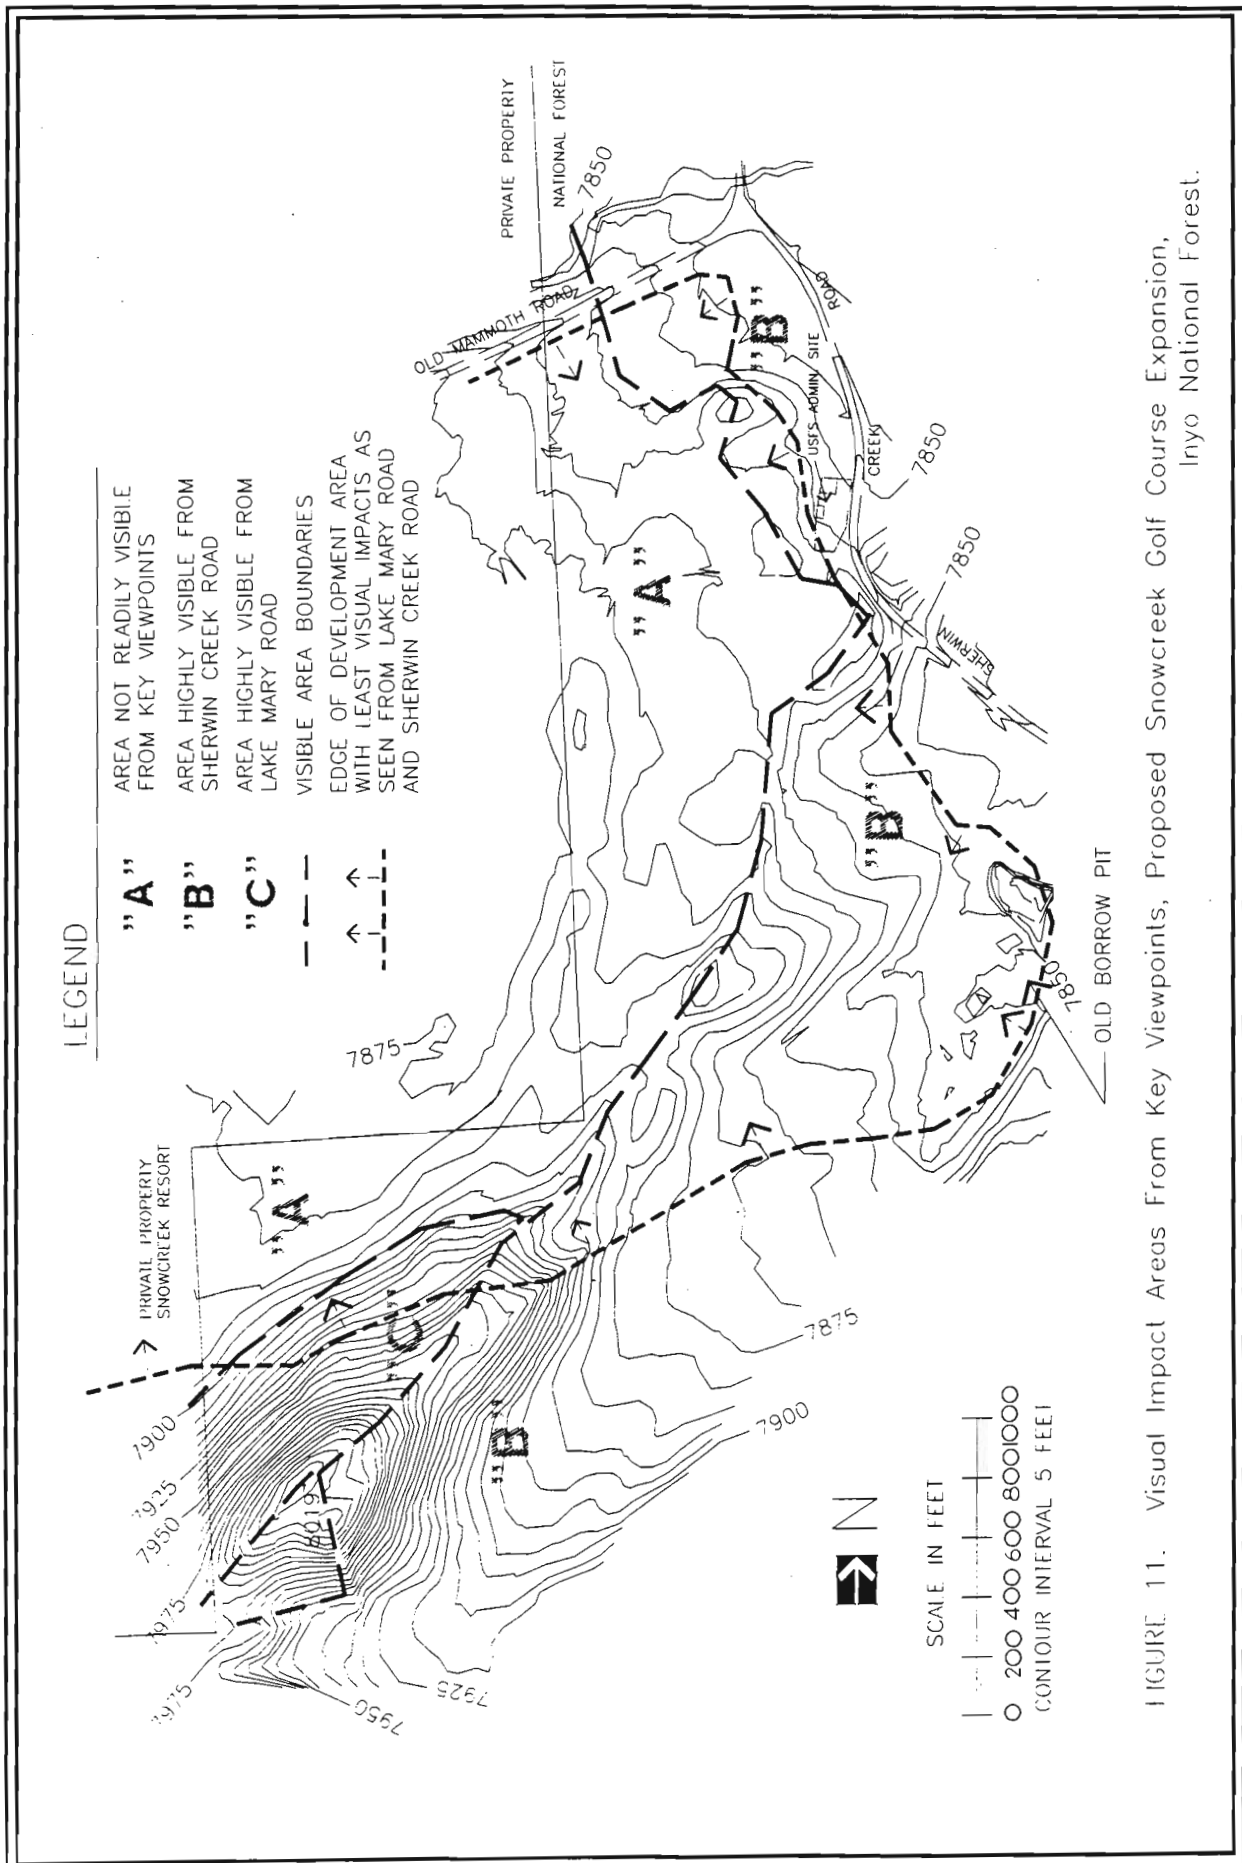 LEGEND
"A" AREA NOT READILY VISIBLE
FROM KEY VIEWPOINTS
"B" AREA HIGHLY VISIBLE FROM
SHERWIN CREEK ROAD
"C" AREA HIGHLY VISIBLE FROM
LAKE MARY ROAD
VISIBLE AREA BOUNDARIES
EDGE OF DEVELOPMENT AREA
WITH LEAST VISUAL IMPACTS AS
SEEN FROM LAKE MARY ROAD
AND SHERWIN CREEK ROAD
PRIVATE PROPERTY
NATIONAL FOREST
7850
OLD MAMMOTH ROAD
PRIVATE PROPERTY
SNOWCREEK RESORT
7875
"A"
"A"
"B"
ROAD
USFS ADMIN. SITE
CREEK
7850
7850
SHERWIN
"B"
7850
OLD BORROW PIT
"C"
"B"
7900
7925
7950
7975
7975
8019
7950
7925
7875
7900
N
SCALE IN FEET
0 200 400 600 800 1000
CONTOUR INTERVAL 5 FEET
FIGURE 11. Visual Impact Areas From Key Viewpoints, Proposed Snowcreek Golf Course Expansion,
Inyo National Forest.